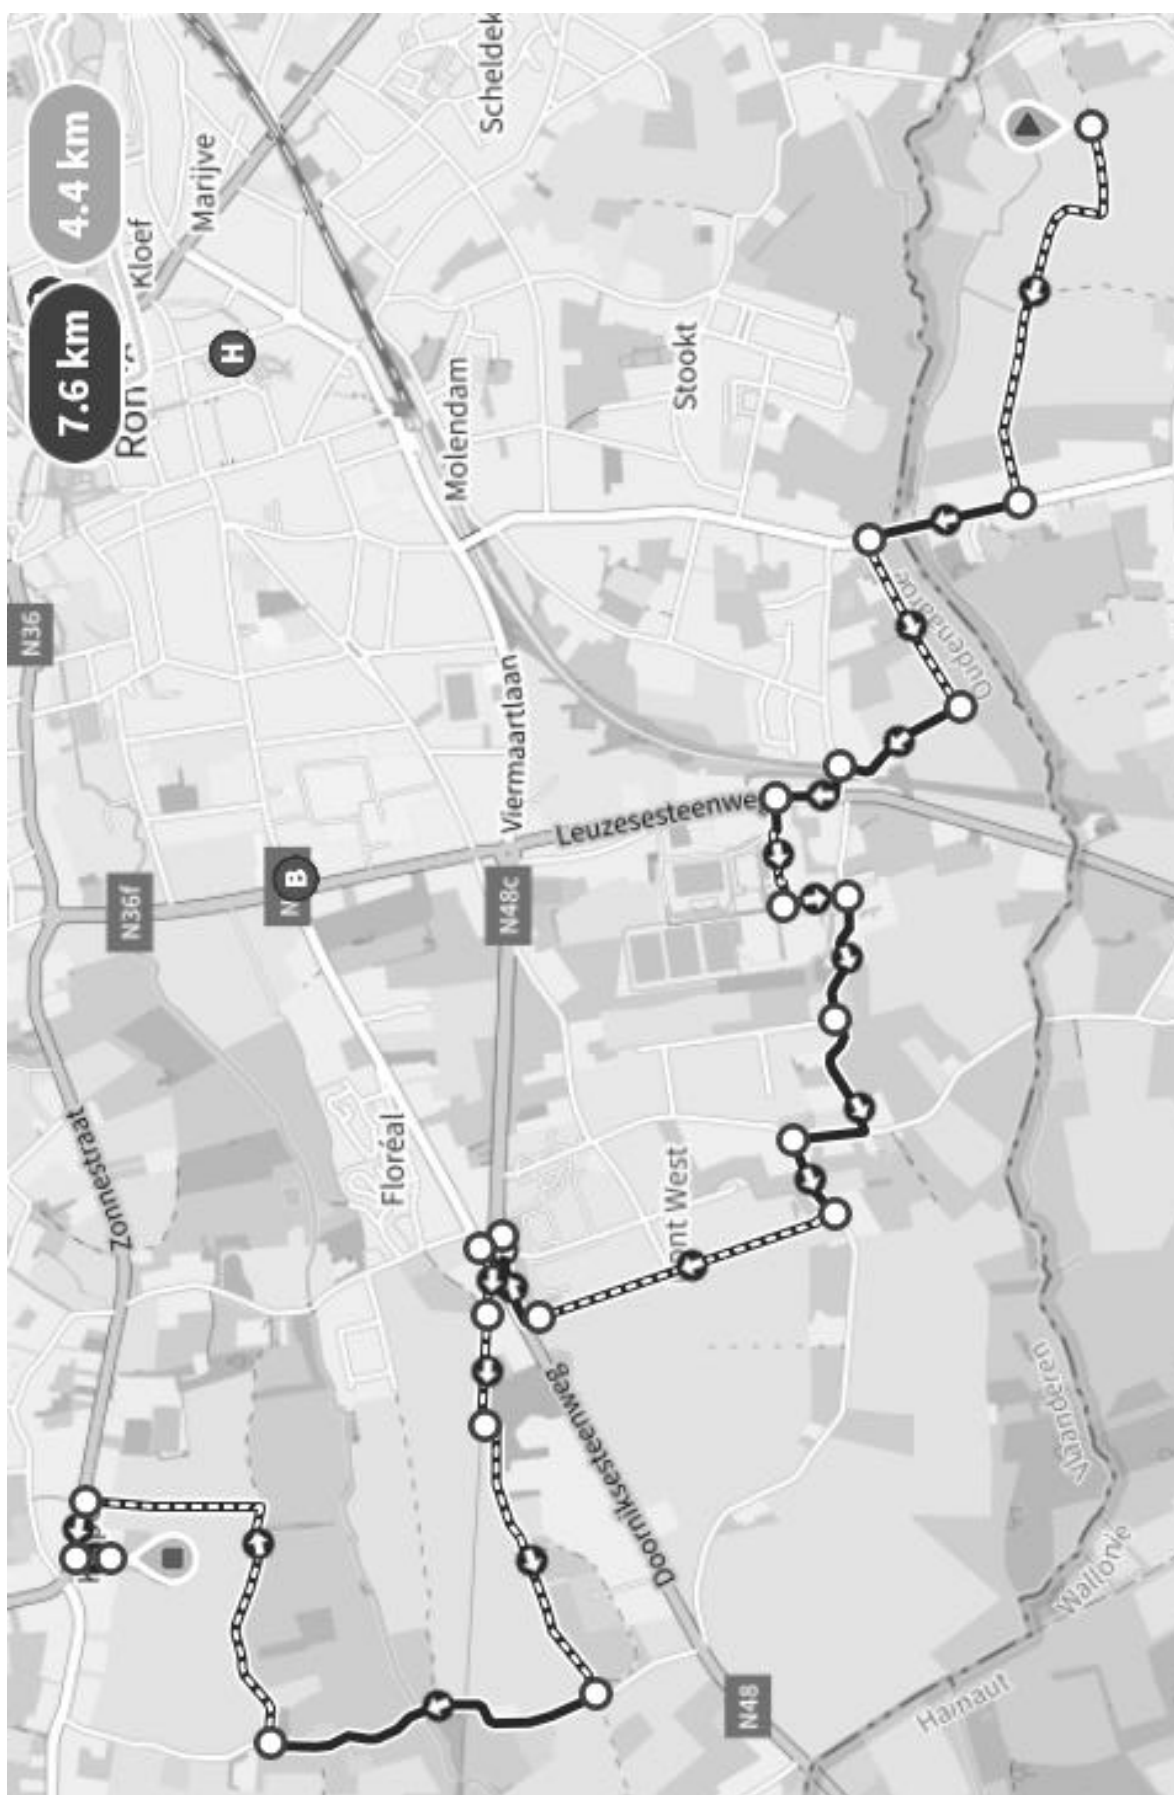 7.6 km
4.4 km
Kloef
Marijve
H
Scheldek
N36
Molendam
Stookt
Viermaartlaan
Oudenaarde
Leuzesesteenweg
N36f
B
N48c
Zonnestraat
Floréal
ont West
Doorniksesteenweg
Vlaanderen
Wallonie
N48
Hainaut